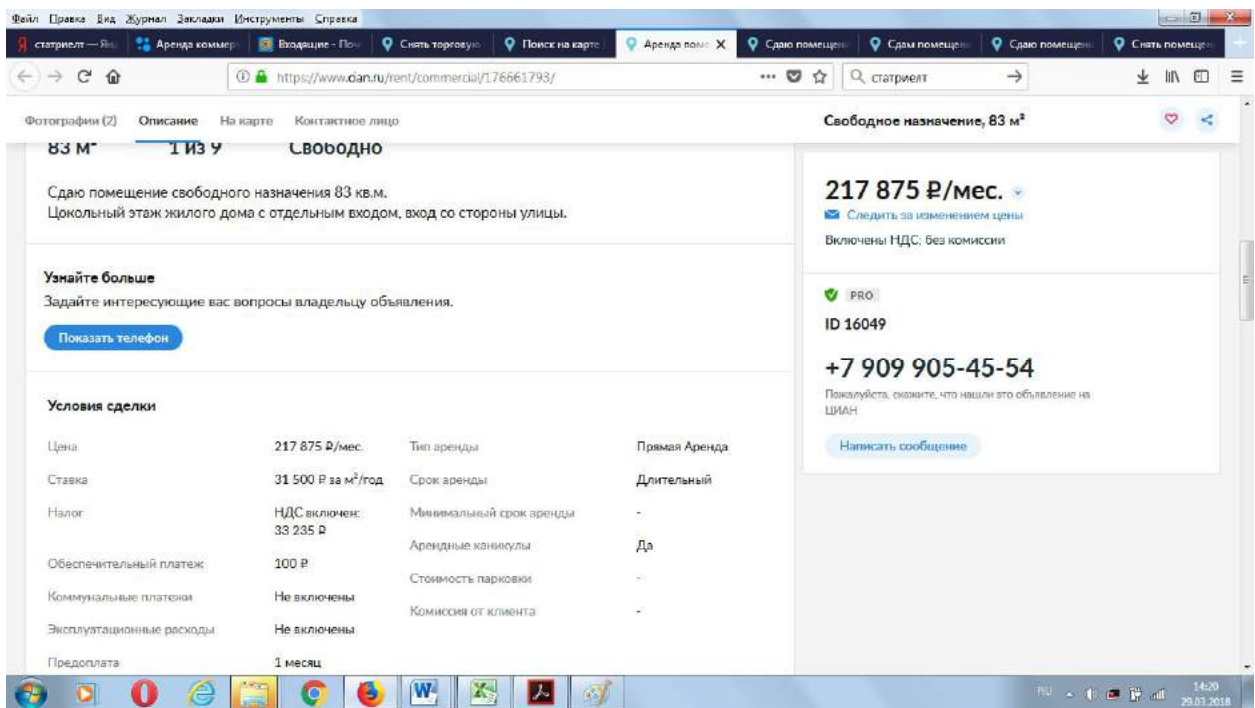 Файл Правка Вид Журнал Закладки Инструменты Справка
статриелт — Ян Аренда коммер Входящие - Поч Снять торговую Поиск на карте Аренда поме X Сдаю помещен Сдам помещен Сдаю помещени Снять помещен
https://www.cian.ru/rent/commercial/176661793/ статриелт
Фотографии (2) Описание На карте Контактное лицо Свободное назначение, 83 м²
83 м² 1 из 9 Свободно
Сдаю помещение свободного назначения 83 кв.м.
Цокольный этаж жилого дома с отдельным входом, вход со стороны улицы.
Узнайте больше
Задайте интересующие вас вопросы владельцу объявления.
Показать телефон
Условия сделки
Цена 217 875 ₽/мес. Тип аренды Прямая Аренда
Ставка 31 500 ₽ за м²/год Срок аренды Длительный
Налог НДС включен: Минимальный срок аренды -
33 235 ₽
Арендные каникулы Да
Обеспечительный платеж 100 ₽
Стоимость парковки -
Коммунальные платежи Не включены
Комиссия от клиента -
Эксплуатационные расходы Не включены
Предоплата 1 месяц
217 875 ₽/мес.
Следить за изменением цены
Включены НДС; без комиссии
PRO
ID 16049
+7 909 905-45-54
Пожалуйста, скажите, что нашли это объявление на
ЦИАН
Написать сообщение
RU 14:20
29.03.2018